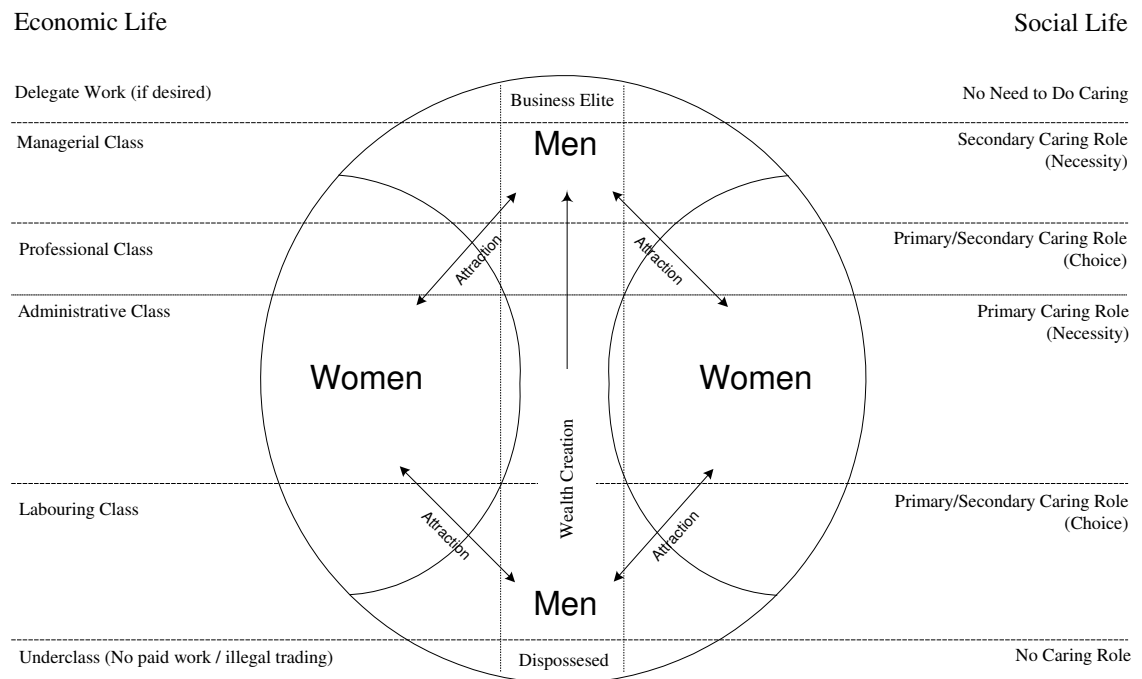 Economic Life
Social Life
Delegate Work (if desired)
Business Elite
No Need to Do Caring
Managerial Class
Men
Secondary Caring Role
(Necessity)
Attraction
Attraction
Professional Class
Primary/Secondary Caring Role
(Choice)
Administrative Class
Primary Caring Role
(Necessity)
Women
Women
Wealth Creation
Labouring Class
Primary/Secondary Caring Role
(Choice)
Attraction
Attraction
Men
Underclass (No paid work / illegal trading)
Dispossesed
No Caring Role